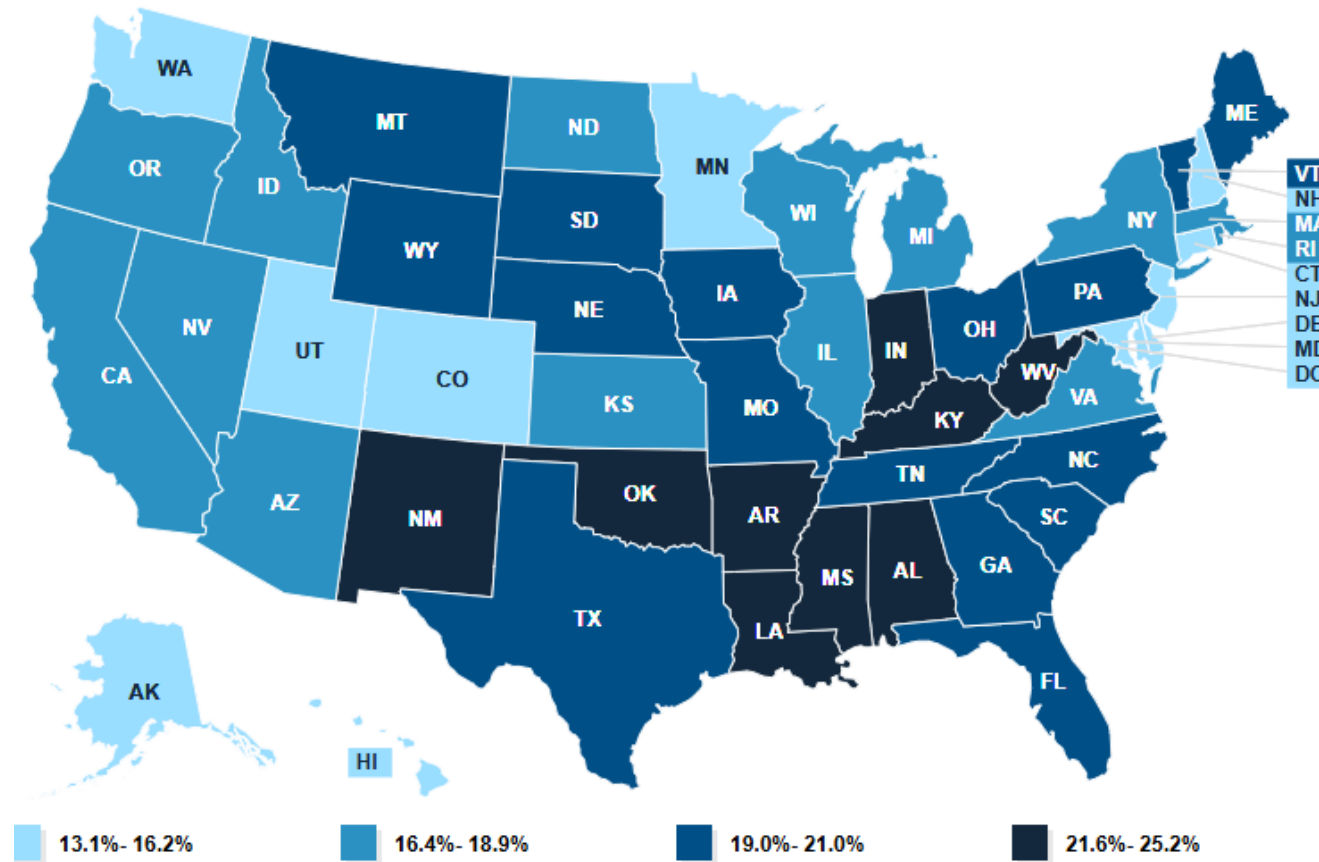 WA
MT
ND
MN
ME
OR
ID
SD
WI
MI
NY
VT
NH
MA
RI
CT
NJ
DE
MD
DC
WY
IA
PA
NE
OH
NV
UT
IL
IN
CA
CO
WV
KS
MO
KY
VA
NC
TN
AZ
OK
NM
AR
SC
MS
AL
GA
TX
LA
FL
AK
HI
13.1%- 16.2%
16.4%- 18.9%
19.0%- 21.0%
21.6%- 25.2%